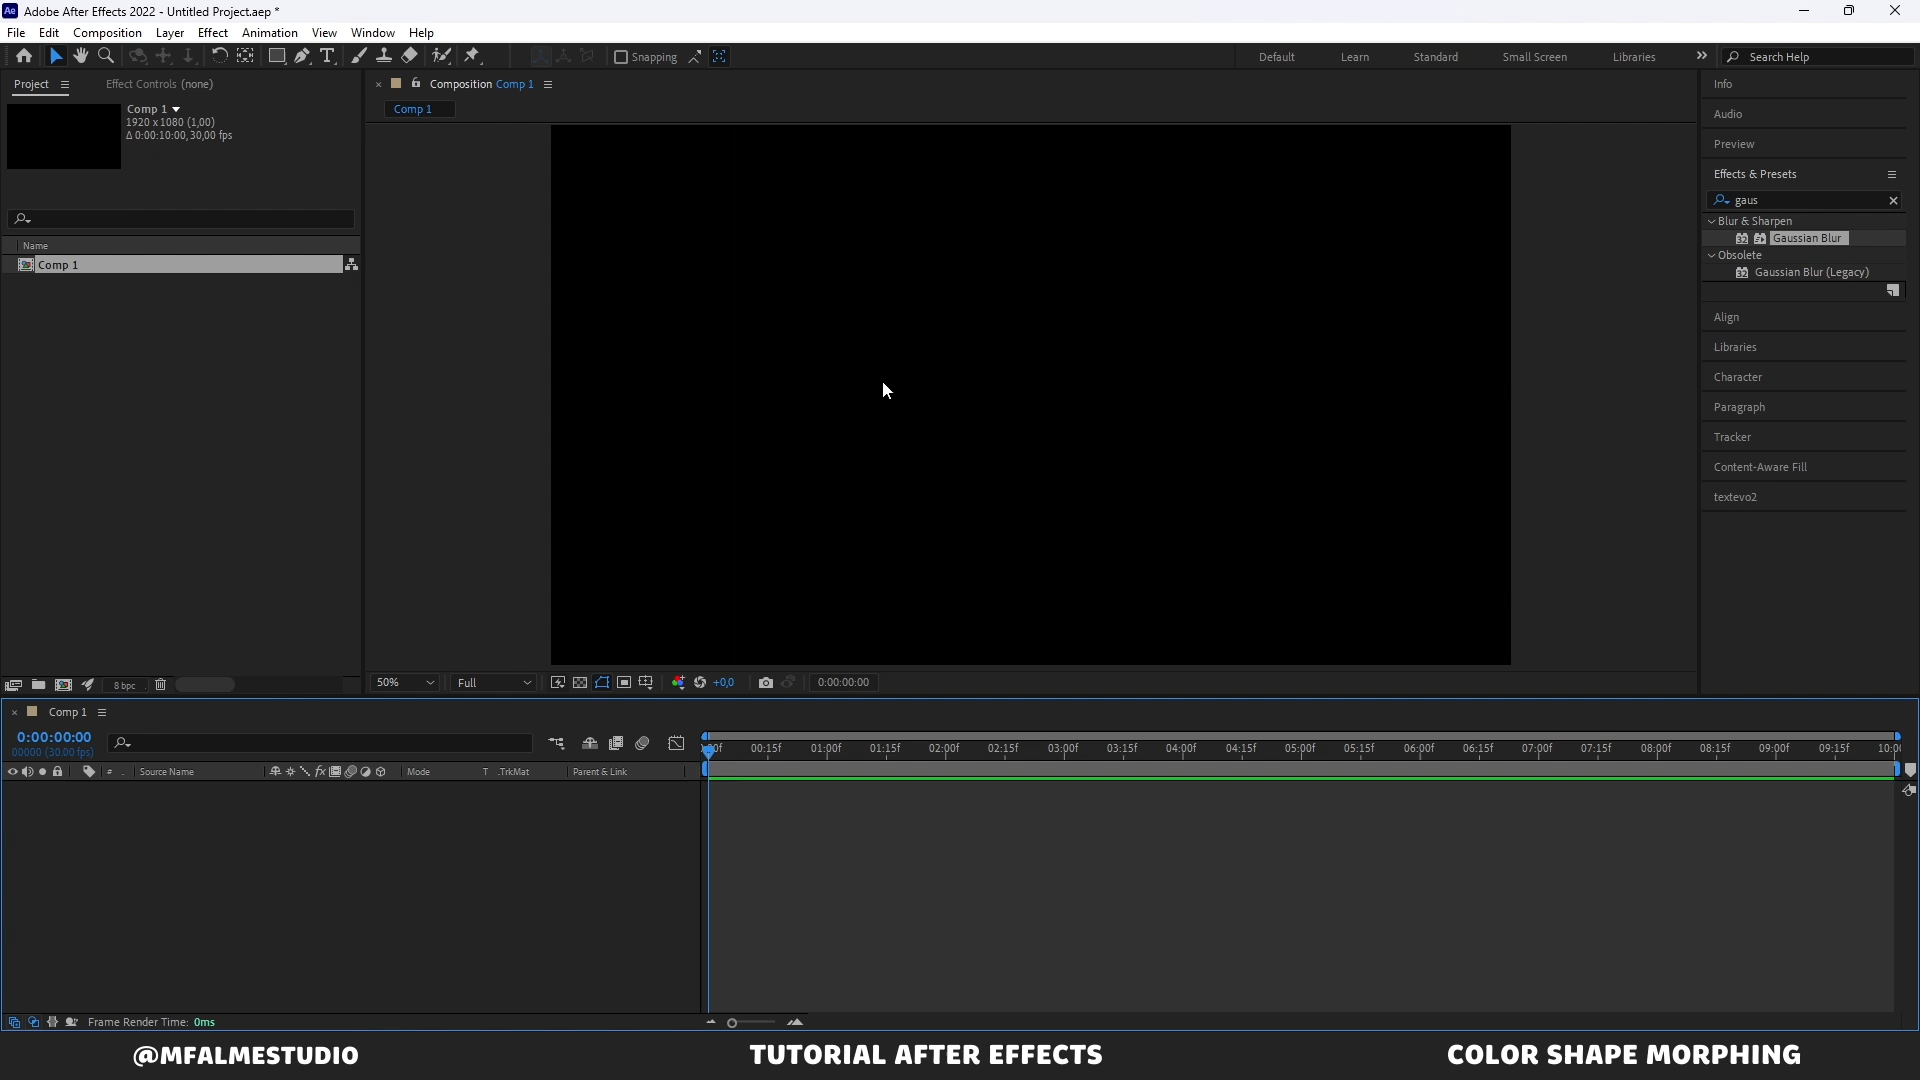 Adobe After Effects 2022 - Untitled Project.aep *
File Edit Composition Layer Effect Animation View Window Help
Snapping Default Learn Standard Small Screen Libraries Search Help
Project Effect Controls (none)
Comp 1
1920 x 1080 (1,00)
Δ 0:00:10:00, 30,00 fps
Name
Comp 1
Composition Comp 1
Comp 1
Info
Audio
Preview
Effects & Presets
gaus
Blur & Sharpen
32 Gaussian Blur
Obsolete
32 Gaussian Blur (Legacy)
Align
Libraries
Character
Paragraph
Tracker
Content-Aware Fill
textevo2
8 bpc
50% Full +0,0 0:00:00:00
Comp 1
0:00:00:00
00000 (30.00 fps)
00:15f 01:00f 01:15f 02:00f 02:15f 03:00f 03:15f 04:00f 04:15f 05:00f 05:15f 06:00f 06:15f 07:00f 07:15f 08:00f 08:15f 09:00f 09:15f
# Source Name fx Mode T .TrkMat Parent & Link
Frame Render Time: 0ms
@MFALMESTUDIO TUTORIAL AFTER EFFECTS COLOR SHAPE MORPHING